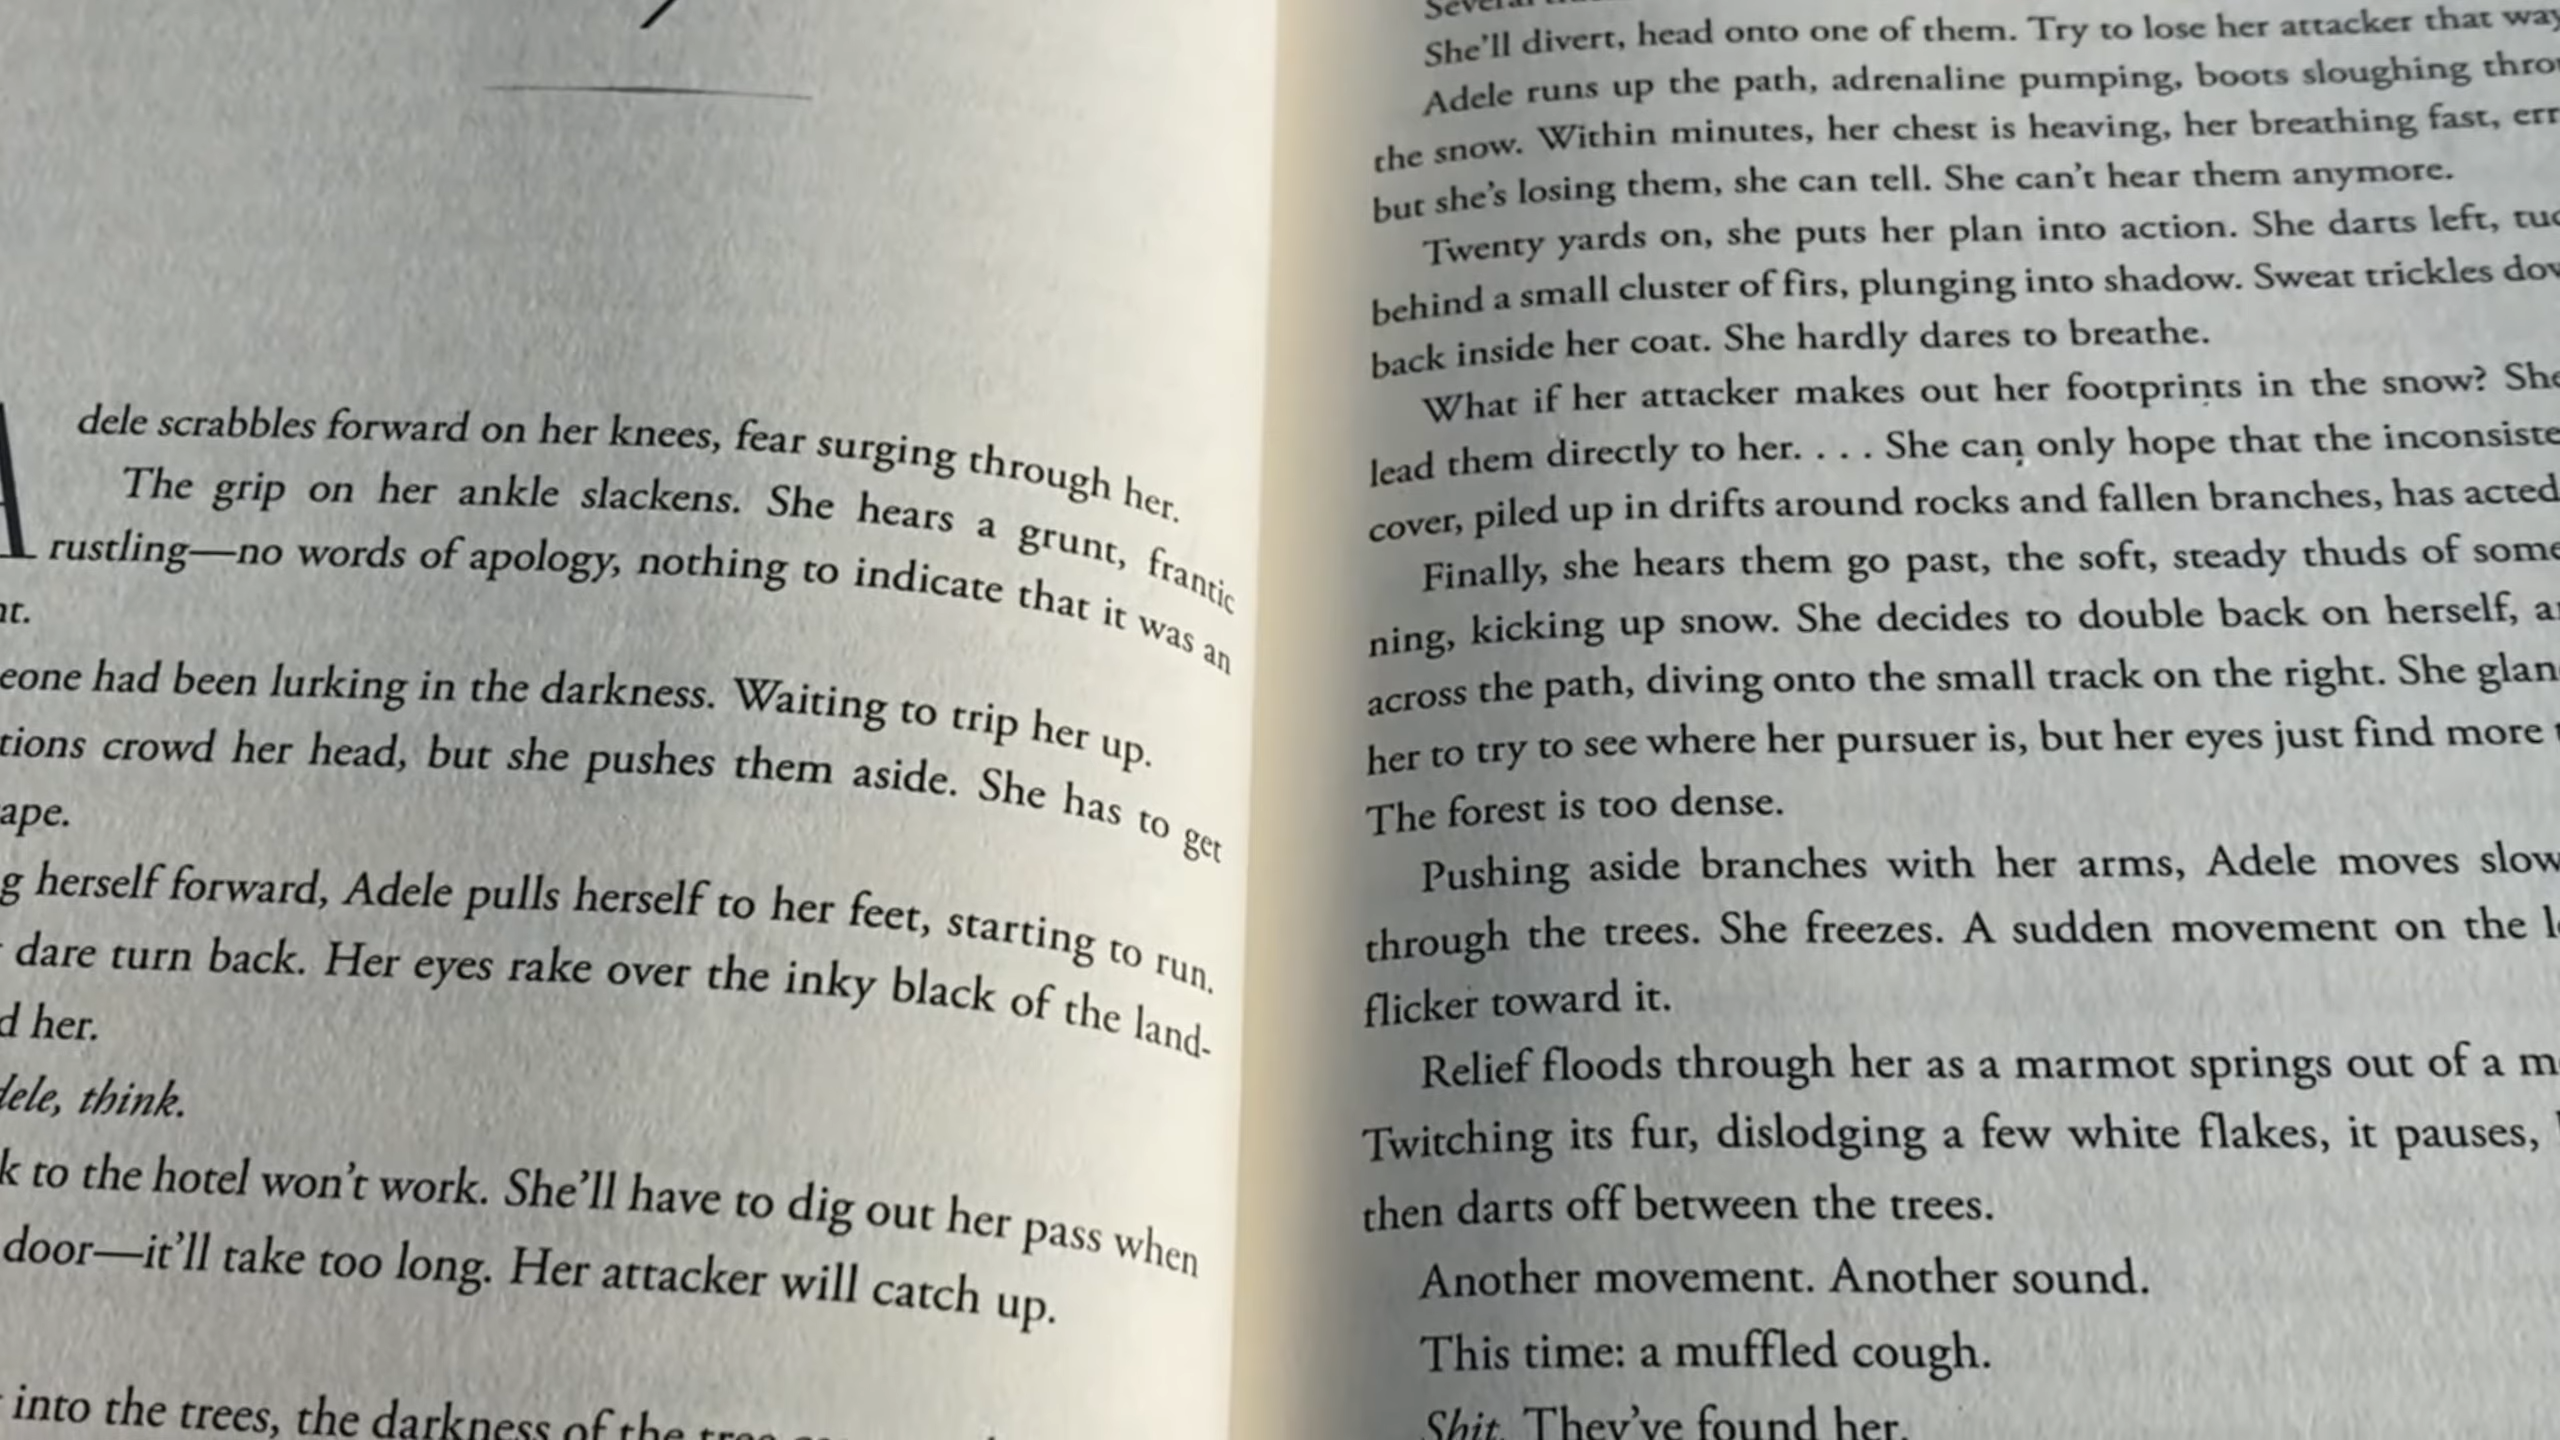 A
dele scrabbles forward on her knees, fear surging through her.
The grip on her ankle slackens. She hears a grunt, frantic
rustling—no words of apology, nothing to indicate that it was an
nt.
eone had been lurking in the darkness. Waiting to trip her up.
tions crowd her head, but she pushes them aside. She has to get
ape.
g herself forward, Adele pulls herself to her feet, starting to run.
dare turn back. Her eyes rake over the inky black of the land-
d her.
dele, think.
k to the hotel won't work. She'll have to dig out her pass when
door—it'll take too long. Her attacker will catch up.
into the trees, the darkness of the tree
Several
She'll divert, head onto one of them. Try to lose her attacker that way
Adele runs up the path, adrenaline pumping, boots sloughing thro
the snow. Within minutes, her chest is heaving, her breathing fast, err
but she's losing them, she can tell. She can't hear them anymore.
Twenty yards on, she puts her plan into action. She darts left, tuc
behind a small cluster of firs, plunging into shadow. Sweat trickles dow
back inside her coat. She hardly dares to breathe.
What if her attacker makes out her footprints in the snow? She
lead them directly to her. . . . She can only hope that the inconsiste
cover, piled up in drifts around rocks and fallen branches, has acted
Finally, she hears them go past, the soft, steady thuds of some
ning, kicking up snow. She decides to double back on herself, a
across the path, diving onto the small track on the right. She glan
her to try to see where her pursuer is, but her eyes just find more t
The forest is too dense.
Pushing aside branches with her arms, Adele moves slow
through the trees. She freezes. A sudden movement on the l
flicker toward it.
Relief floods through her as a marmot springs out of a m
Twitching its fur, dislodging a few white flakes, it pauses,
then darts off between the trees.
Another movement. Another sound.
This time: a muffled cough.
Shit. They've found her.